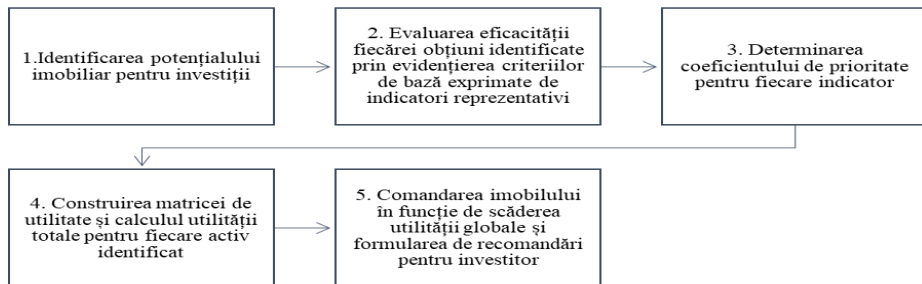 1.Identificarea potențialului
imobiliar pentru investiții
2. Evaluarea eficacității
fiecărei obțiuni identificate
prin evidențierea criteriilor
de bază exprimate de
indicatori reprezentativi
3. Determinarea
coeficientului de prioritate
pentru fiecare indicator
4. Construirea matricei de
utilitate și calculul utilității
totale pentru fiecare activ
identificat
5. Comandarea imobilului
în funcție de scăderea
utilității globale și
formularea de recomandări
pentru investitor